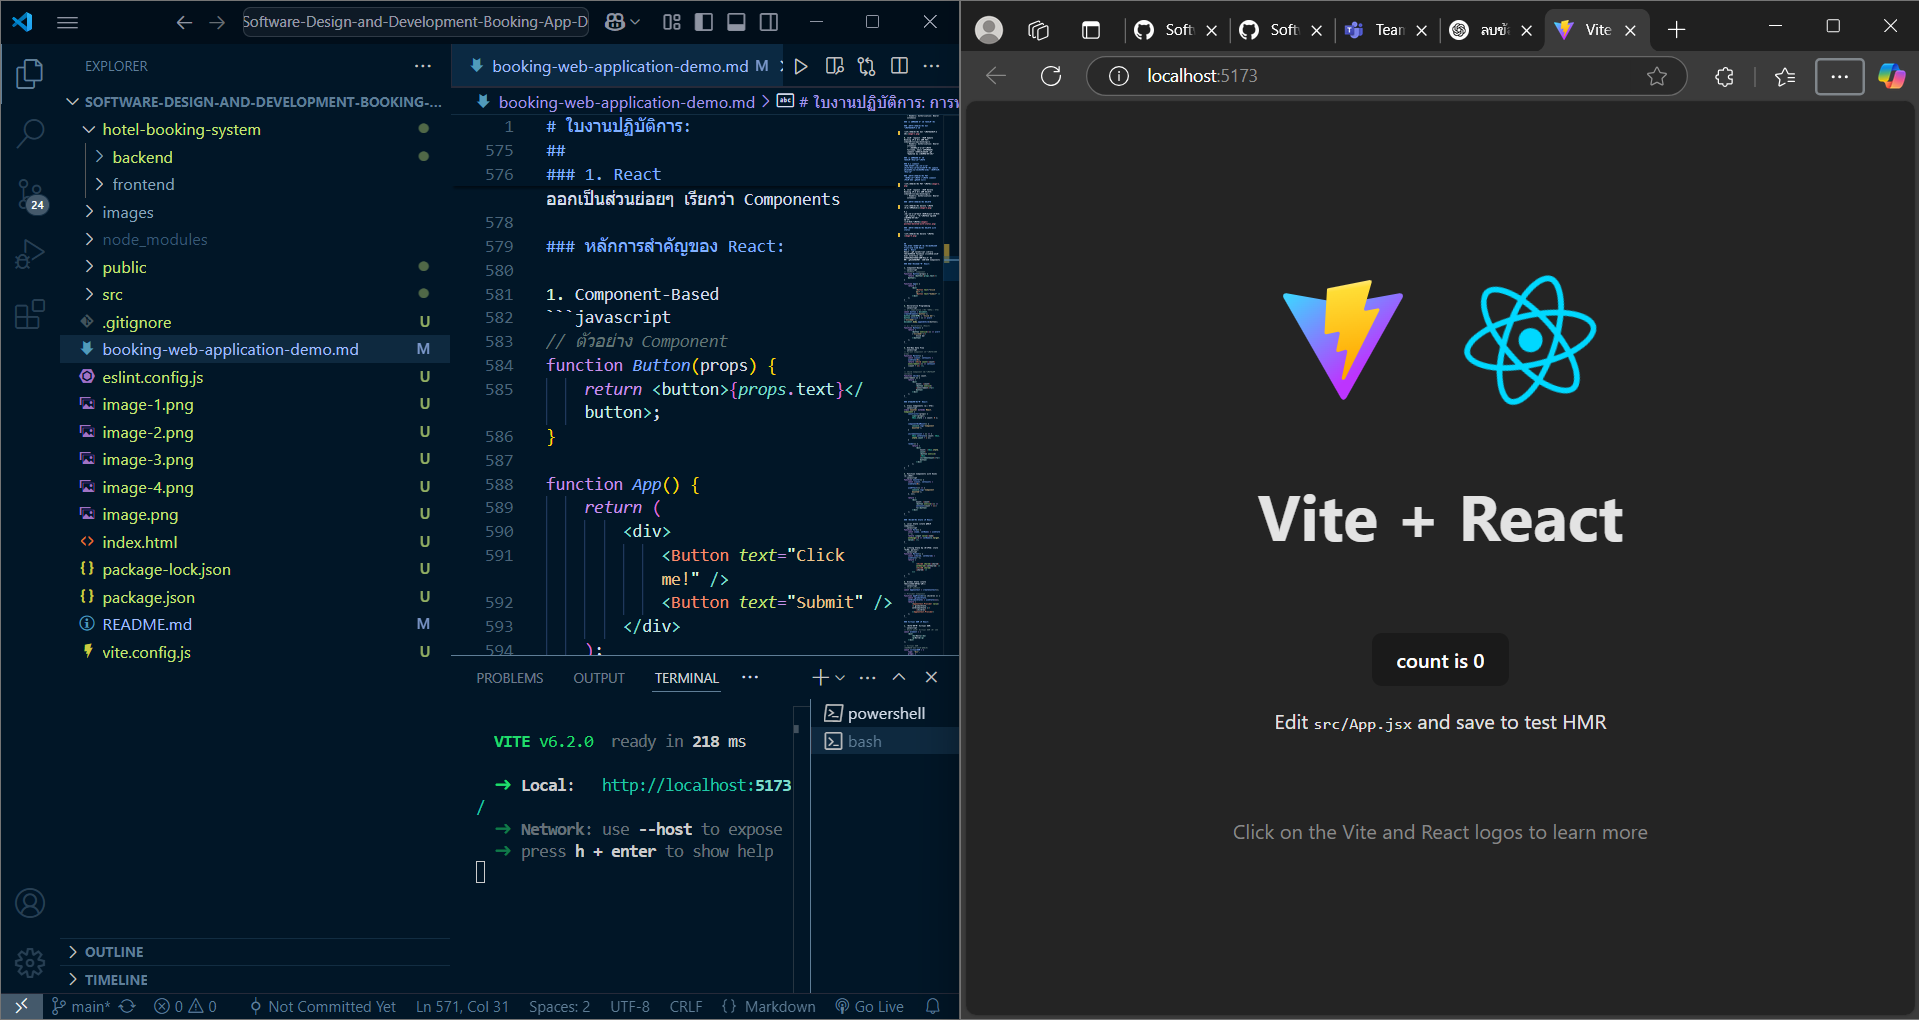 Software-Design-and-Development-Booking-App-D
EXPLORER
SOFTWARE-DESIGN-AND-DEVELOPMENT-BOOKING-...
hotel-booking-system
backend
frontend
images
node_modules
public
src
.gitignore U
booking-web-application-demo.md M
eslint.config.js U
image-1.png U
image-2.png U
image-3.png U
image-4.png U
image.png U
index.html U
package-lock.json U
package.json U
README.md M
vite.config.js U
24
OUTLINE
TIMELINE
booking-web-application-demo.md M
booking-web-application-demo.md > # ใบงานปฏิบัติการ: การพ
1 # ใบงานปฏิบัติการ:
575 ##
576 ### 1. React
ออกเป็นส่วนย่อยๆ เรียกว่า Components
578
579 ### หลักการสำคัญของ React:
580
581 1. Component-Based
582 ```javascript
583 // ตัวอย่าง Component
584 function Button(props) {
585 return <button>{props.text}</
button>;
586 }
587
588 function App() {
589 return (
590 <div>
591 <Button text="Click
me!" />
592 <Button text="Submit" />
593 </div>
594 );
PROBLEMS OUTPUT TERMINAL
powershell
bash
VITE v6.2.0 ready in 218 ms
➜ Local: http://localhost:5173
/
➜ Network: use --host to expose
➜ press h + enter to show help
main* 0 0 Not Committed Yet Ln 571, Col 31 Spaces: 2 UTF-8 CRLF {} Markdown Go Live
Soft Soft Tean ลบข้ Vite
localhost:5173
Vite + React
count is 0
Edit src/App.jsx and save to test HMR
Click on the Vite and React logos to learn more